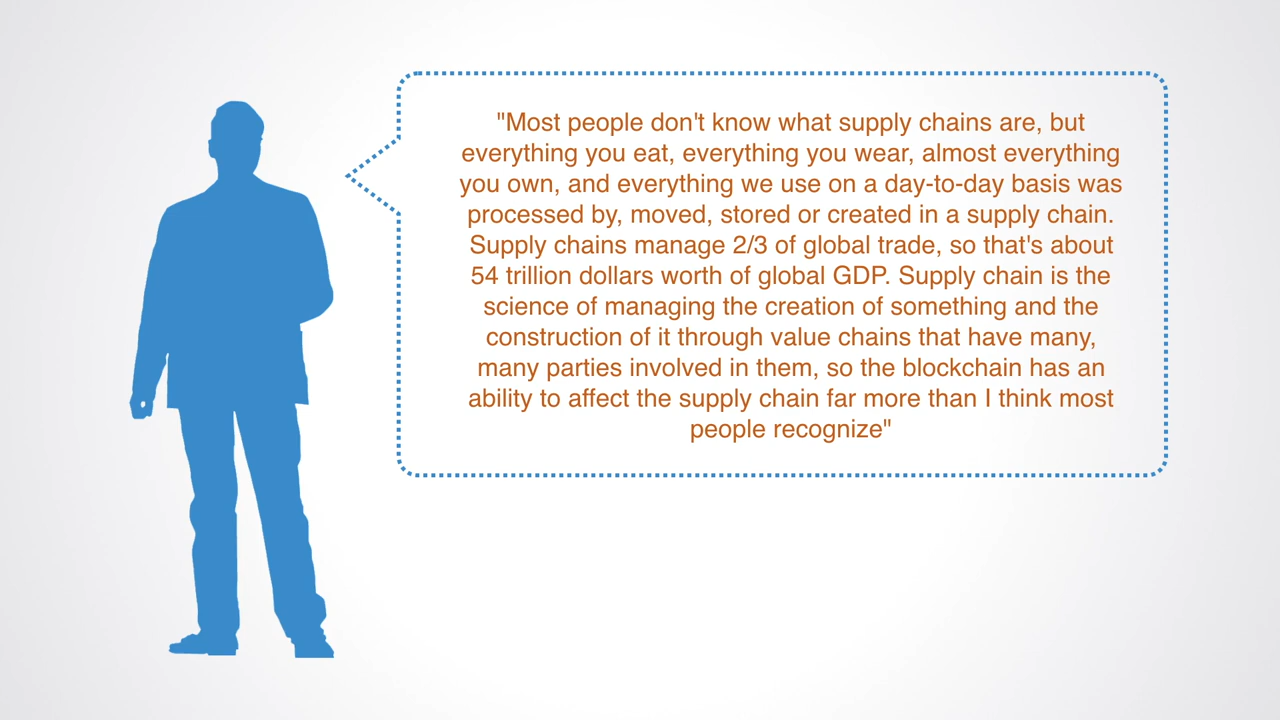 "Most people don't know what supply chains are, but
everything you eat, everything you wear, almost everything
you own, and everything we use on a day-to-day basis was
processed by, moved, stored or created in a supply chain.
Supply chains manage 2/3 of global trade, so that's about
54 trillion dollars worth of global GDP. Supply chain is the
science of managing the creation of something and the
construction of it through value chains that have many,
many parties involved in them, so the blockchain has an
ability to affect the supply chain far more than I think most
people recognize"